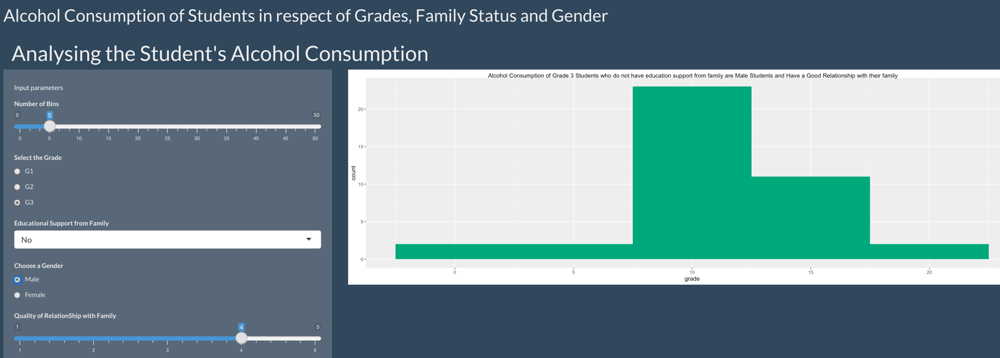 Alcohol Consumption of Students in respect of Grades, Family Status and Gender
Analysing the Student's Alcohol Consumption
Input parameters
Number of Bins
0 5 50
0 5 10 15 20 25 30 35 40 45 50
Select the Grade
G1
G2
G3
Educational Support from Family
No
Choose a Gender
Male
Female
Quality of RelationShip with Family
1 4 5
1 2 3 4 5
Alcohol Consumption of Grade 3 Students who do not have education support from family are Male Students and Have a Good Relationship with their family
20
15
10
5
0
count
0 5 10 15 20
grade